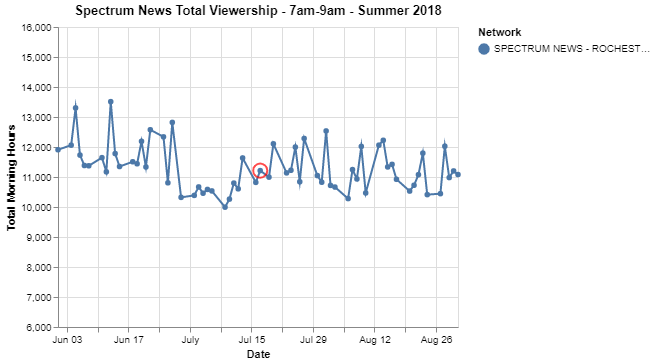 Spectrum News Total Viewership - 7am-9am - Summer 2018
Network
SPECTRUM NEWS - ROCHEST…
Total Morning Hours
16,000
15,000
14,000
13,000
12,000
11,000
10,000
9,000
8,000
7,000
6,000
Jun 03
Jun 17
July
Jul 15
Jul 29
Aug 12
Aug 26
Date